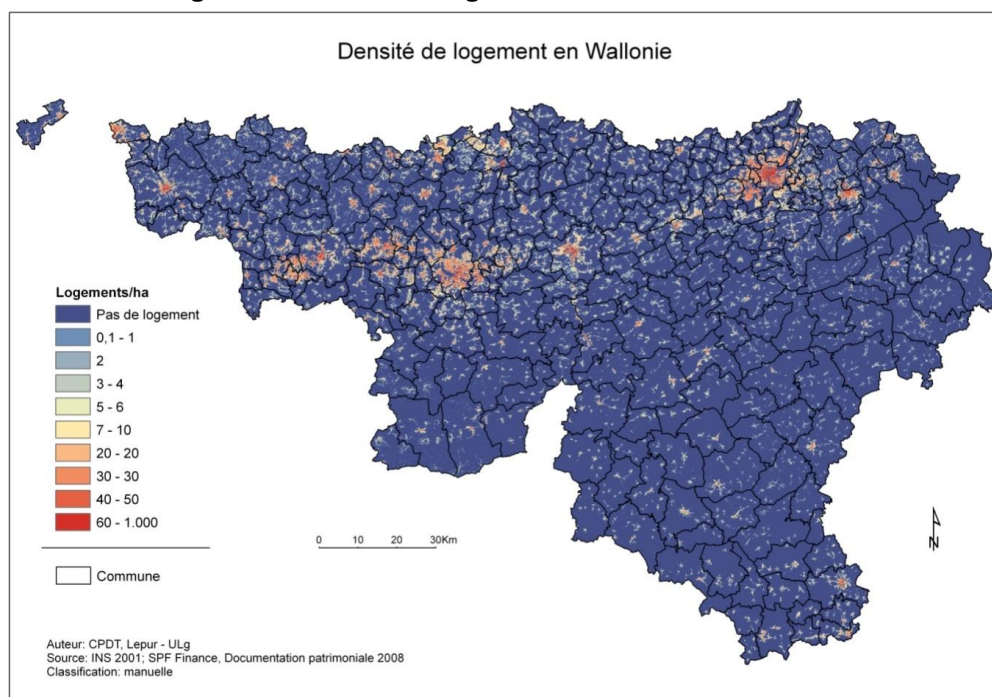 Densité de logement en Wallonie
Logements/ha
Pas de logement
0,1 - 1
2
3 - 4
5 - 6
7 - 10
20 - 20
30 - 30
40 - 50
60 - 1.000
0 10 20 30Km
Commune
N
Auteur: CPDT, Lepur - ULg
Source: INS 2001; SPF Finance, Documentation patrimoniale 2008
Classification: manuelle